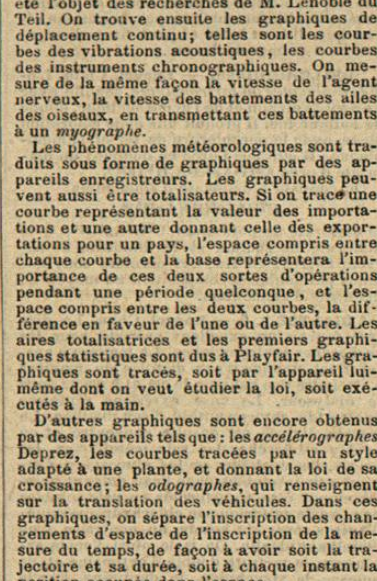 été l'objet des recherches de M. Lenoble du
Teil. On trouve ensuite les graphiques de
déplacement continu; telles sont les cour-
bes des vibrations acoustiques, les courbes
des instruments chronographiques. On me-
sure de la même façon la vitesse de l'agent
nerveux, la vitesse des battements des ailes
des oiseaux, en transmettant ces battements
à un myographe.
Les phénomènes météorologiques sont tra-
duits sous forme de graphiques par des ap-
pareils enregistreurs. Les graphiques peu-
vent aussi être totalisateurs. Si on trace une
courbe représentant la valeur des importa-
tions et une autre donnant celle des expor-
tations pour un pays, l'espace compris entre
chaque courbe et la base représentera l'im-
portance de ces deux sortes d'opérations
pendant une période quelconque, et l'es-
pace compris entre les deux courbes, la dif-
férence en faveur de l'une ou de l'autre. Les
aires totalisatrices et les premiers graphi-
ques statistiques sont dus à Playfair. Les gra-
phiques sont tracés, soit par l'appareil lui-
même dont on veut étudier la loi, soit exé-
cutés à la main.
D'autres graphiques sont encore obtenus
par des appareils tels que : les accélérographes
Deprez, les courbes tracées par un style
adapté à une plante, et donnant la loi de sa
croissance; les odographes, qui renseignent
sur la translation des véhicules. Dans ces
graphiques, on sépare l'inscription des chan-
gements d'espace de l'inscription de la me-
sure du temps, de façon à avoir soit la tra-
jectoire et sa durée, soit à chaque instant la